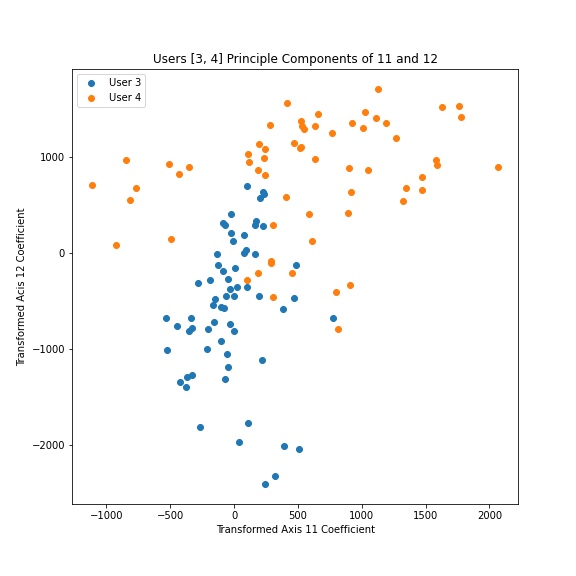 Users [3, 4] Principle Components of 11 and 12
User 3
User 4
1000
0
−1000
−2000
Transformed Acis 12 Coefficient
−1000
−500
0
500
1000
1500
2000
Transformed Axis 11 Coefficient